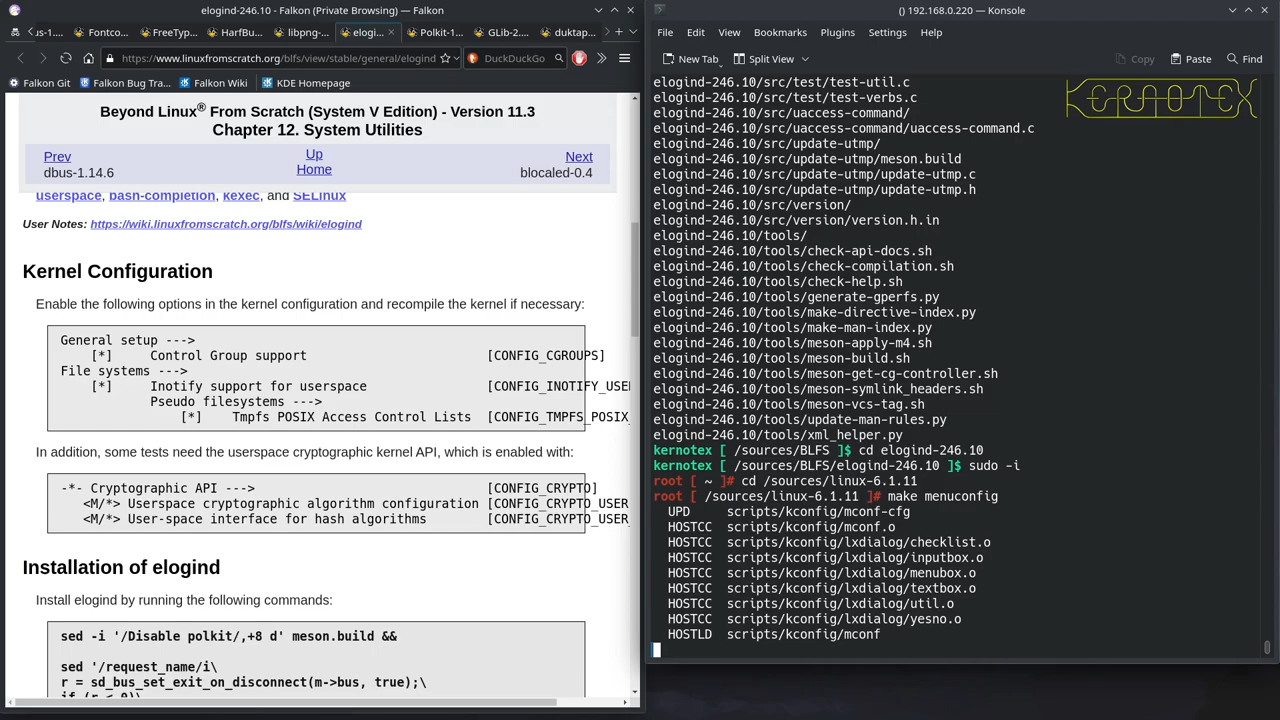 elogind-246.10 - Falkon (Private Browsing) — Falkon
us-1....
Fontco...
FreeTyp...
HarfBu...
libpng-...
elogi...
Polkit-1...
GLib-2....
duktap...
https://www.linuxfromscratch.org/blfs/view/stable/general/elogind
DuckDuckGo
Falkon Git
Falkon Bug Tra...
Falkon Wiki
KDE Homepage
Beyond Linux® From Scratch (System V Edition) - Version 11.3
Chapter 12. System Utilities
Prev
Up
Next
dbus-1.14.6
Home
blocaled-0.4
userspace, bash-completion, kexec, and SELinux
User Notes: https://wiki.linuxfromscratch.org/blfs/wiki/elogind
Kernel Configuration
Enable the following options in the kernel configuration and recompile the kernel if necessary:
General setup --->
[*] Control Group support [CONFIG_CGROUPS]
File systems --->
[*] Inotify support for userspace [CONFIG_INOTIFY_USE
Pseudo filesystems --->
[*] Tmpfs POSIX Access Control Lists [CONFIG_TMPFS_POSIX_
In addition, some tests need the userspace cryptographic kernel API, which is enabled with:
-*- Cryptographic API ---> [CONFIG_CRYPTO]
<M/*> Userspace cryptographic algorithm configuration [CONFIG_CRYPTO_USER
<M/*> User-space interface for hash algorithms [CONFIG_CRYPTO_USER_
Installation of elogind
Install elogind by running the following commands:
sed -i '/Disable polkit/,+8 d' meson.build &&
sed '/request_name/i\
r = sd_bus_set_exit_on_disconnect(m->bus, true);\
if (r < 0)\
() 192.168.0.220 — Konsole
File Edit View Bookmarks Plugins Settings Help
New Tab
Split View
Copy
Paste
Find
KERNOTEX
elogind-246.10/src/test/test-util.c
elogind-246.10/src/test/test-verbs.c
elogind-246.10/src/uaccess-command/
elogind-246.10/src/uaccess-command/uaccess-command.c
elogind-246.10/src/update-utmp/
elogind-246.10/src/update-utmp/meson.build
elogind-246.10/src/update-utmp/update-utmp.c
elogind-246.10/src/update-utmp/update-utmp.h
elogind-246.10/src/version/
elogind-246.10/src/version/version.h.in
elogind-246.10/tools/
elogind-246.10/tools/check-api-docs.sh
elogind-246.10/tools/check-compilation.sh
elogind-246.10/tools/check-help.sh
elogind-246.10/tools/generate-gperfs.py
elogind-246.10/tools/make-directive-index.py
elogind-246.10/tools/make-man-index.py
elogind-246.10/tools/meson-apply-m4.sh
elogind-246.10/tools/meson-build.sh
elogind-246.10/tools/meson-get-cg-controller.sh
elogind-246.10/tools/meson-symlink_headers.sh
elogind-246.10/tools/meson-vcs-tag.sh
elogind-246.10/tools/update-man-rules.py
elogind-246.10/tools/xml_helper.py
kernotex [ /sources/BLFS ]$ cd elogind-246.10
kernotex [ /sources/BLFS/elogind-246.10 ]$ sudo -i
root [ ~ ]# cd /sources/linux-6.1.11
root [ /sources/linux-6.1.11 ]# make menuconfig
UPD scripts/kconfig/mconf-cfg
HOSTCC scripts/kconfig/mconf.o
HOSTCC scripts/kconfig/lxdialog/checklist.o
HOSTCC scripts/kconfig/lxdialog/inputbox.o
HOSTCC scripts/kconfig/lxdialog/menubox.o
HOSTCC scripts/kconfig/lxdialog/textbox.o
HOSTCC scripts/kconfig/lxdialog/util.o
HOSTCC scripts/kconfig/lxdialog/yesno.o
HOSTLD scripts/kconfig/mconf